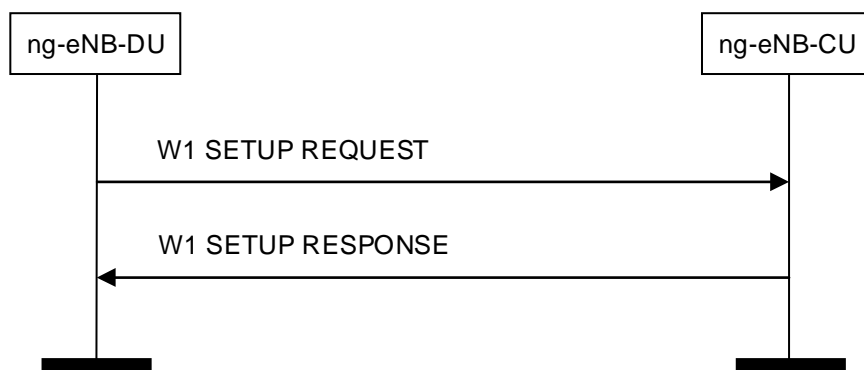 ng-eNB-DU
ng-eNB-CU
W1 SETUP REQUEST
W1 SETUP RESPONSE